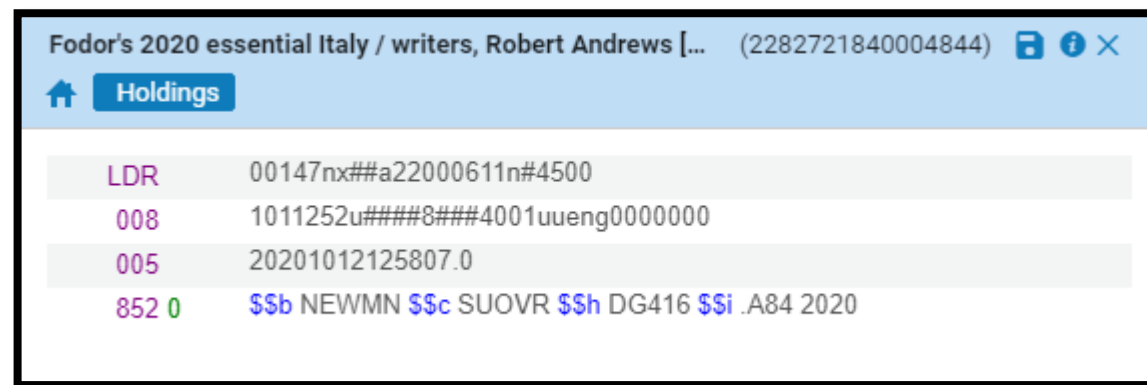 Fodor's 2020 essential Italy / writers, Robert Andrews [... (2282721840004844)
Holdings
LDR 00147nx##a22000611n#4500
008 1011252u####8###4001uueng0000000
005 20201012125807.0
852 0 $$b NEWMN $$c SUOVR $$h DG416 $$i .A84 2020